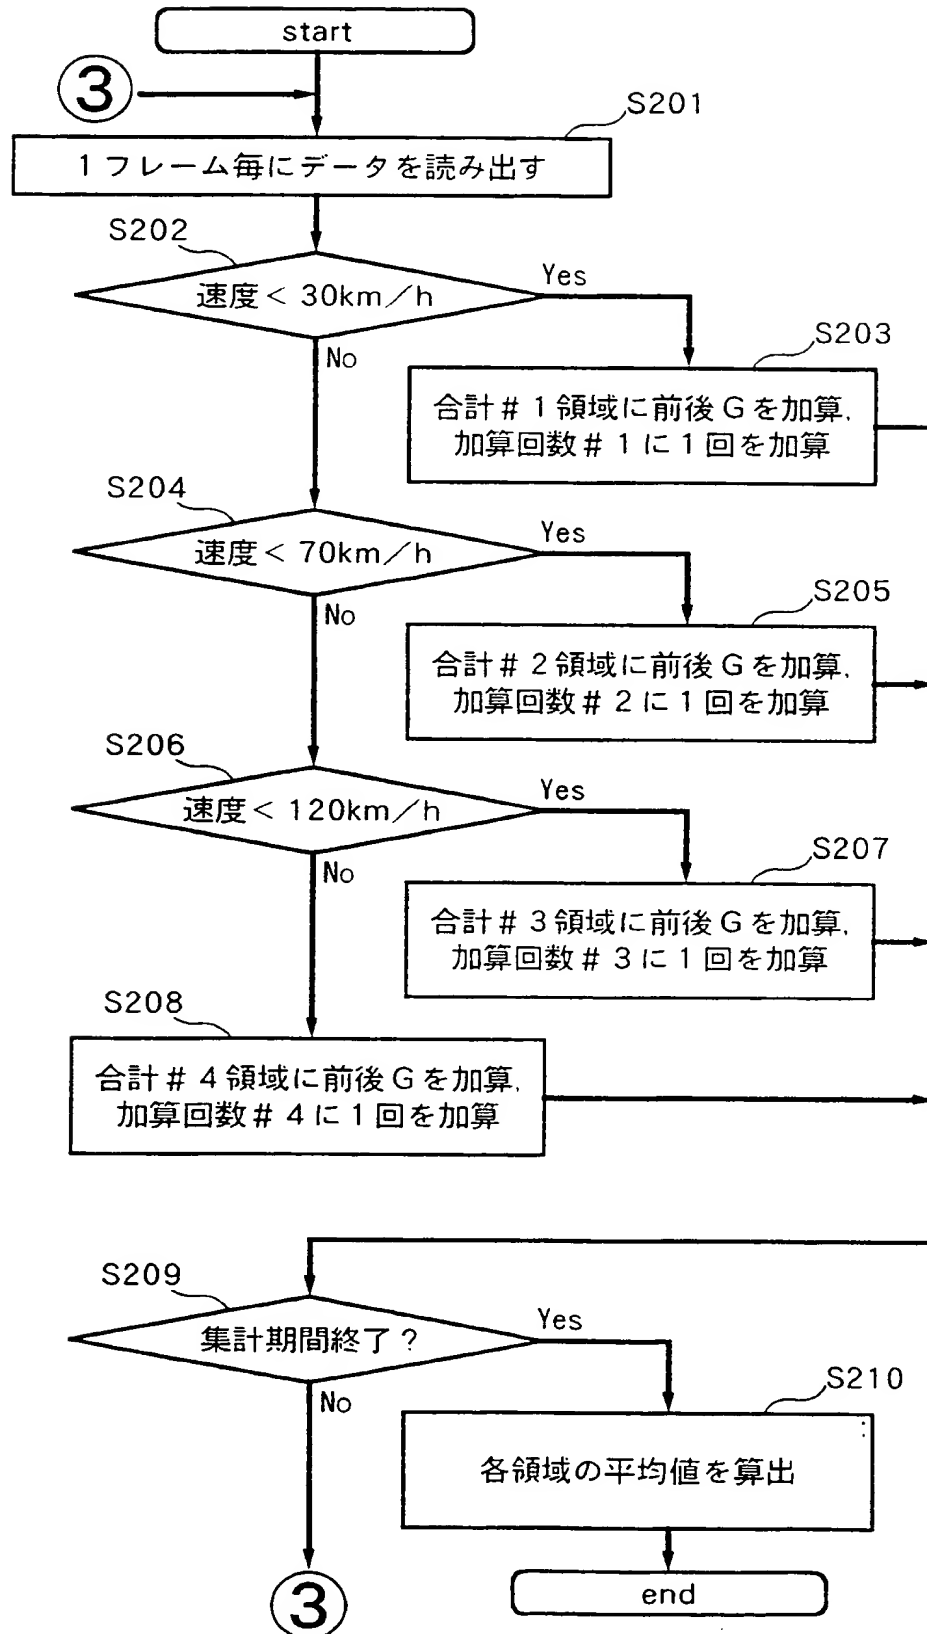 start
③
S201
1フレーム毎にデータを読み出す
S202
速度< 30km/h
Yes
No
S203
合計#1領域に前後Gを加算,
加算回数#1に1回を加算
S204
速度< 70km/h
Yes
No
S205
合計#2領域に前後Gを加算,
加算回数#2に1回を加算
S206
速度< 120km/h
Yes
No
S207
合計#3領域に前後Gを加算,
加算回数#3に1回を加算
S208
合計#4領域に前後Gを加算,
加算回数#4に1回を加算
S209
集計期間終了?
Yes
No
S210
各領域の平均値を算出
③
end